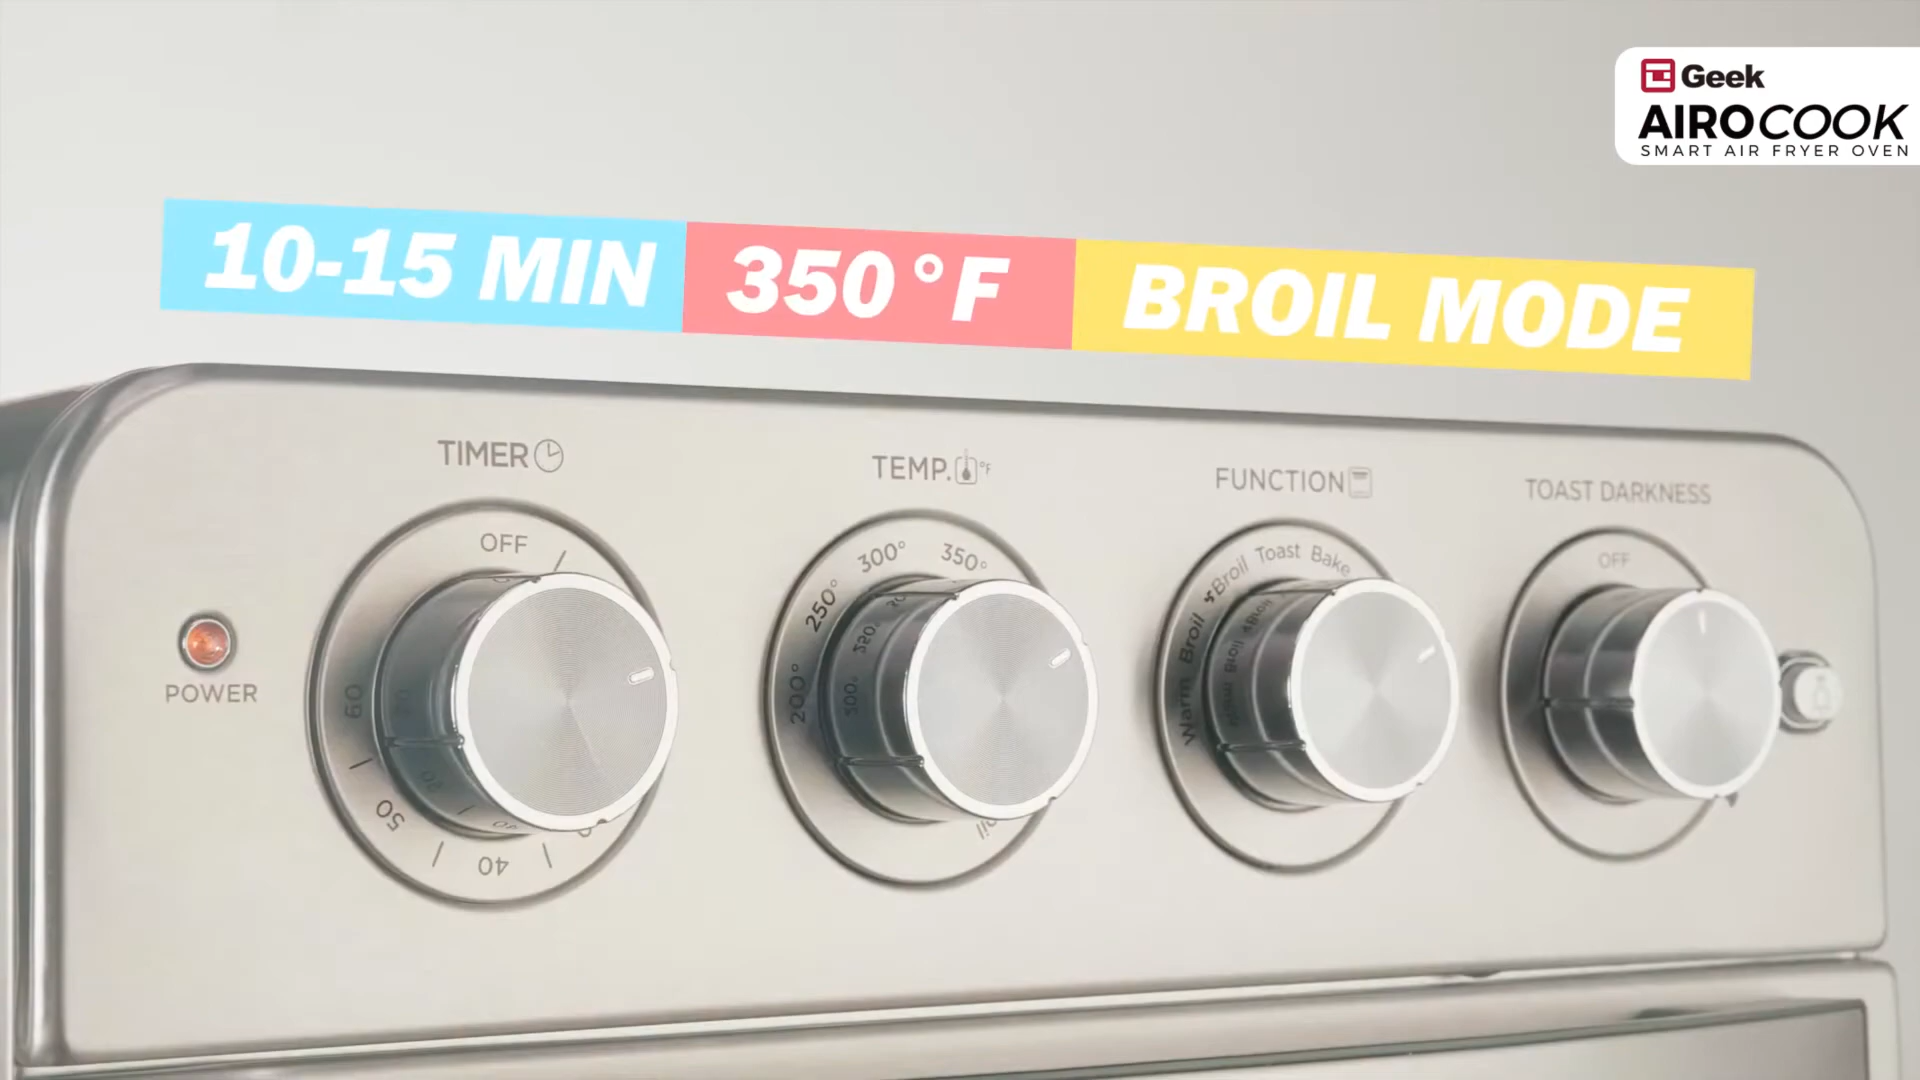 Geek
AIROCOOK
SMART AIR FRYER OVEN
10-15 MIN 350°F BROIL MODE
TIMER
TEMP. °F
FUNCTION
TOAST DARKNESS
OFF
60
50
40
200° 250° 300° 350°
Warm Broil Broil Toast Bake
OFF
POWER